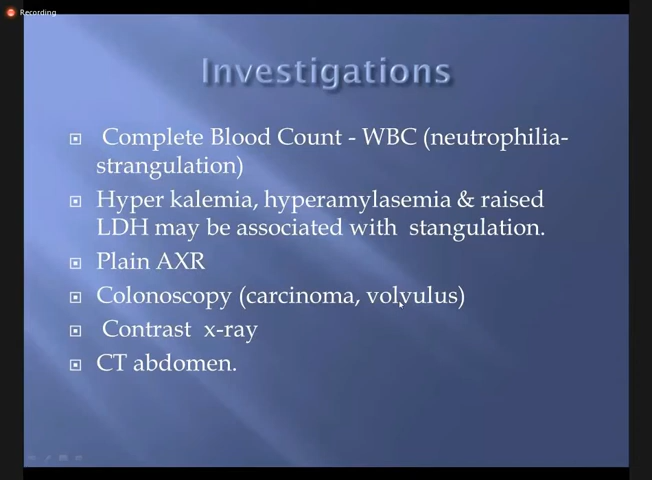 Recording
Investigations
Complete Blood Count - WBC (neutrophilia-
strangulation)
Hyper kalemia, hyperamylasemia & raised
LDH may be associated with stangulation.
Plain AXR
Colonoscopy (carcinoma, volvulus)
Contrast x-ray
CT abdomen.